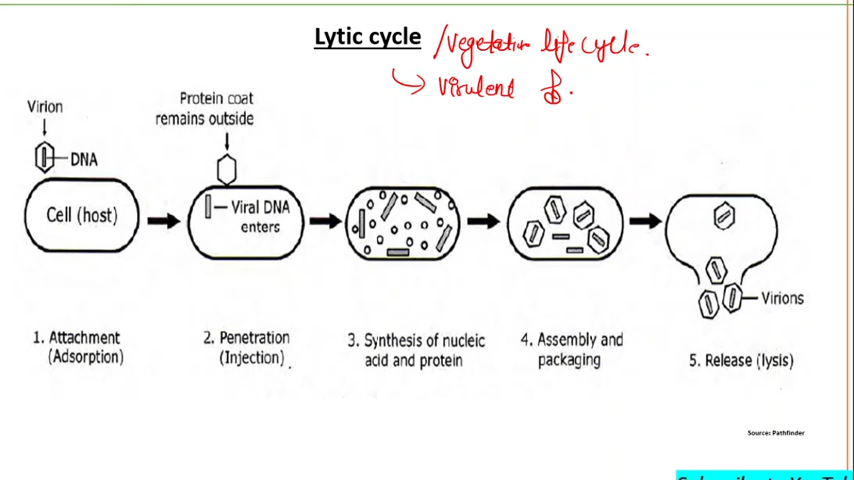 Lytic cycle /Vegetative life cycle.
Virulent
Protein coat
remains outside
Virion
DNA
Cell (host)
Viral DNA
enters
Virions
1. Attachment
(Adsorption)
2. Penetration
(Injection)
3. Synthesis of nucleic
acid and protein
4. Assembly and
packaging
5. Release (lysis)
Source: Pathfinder